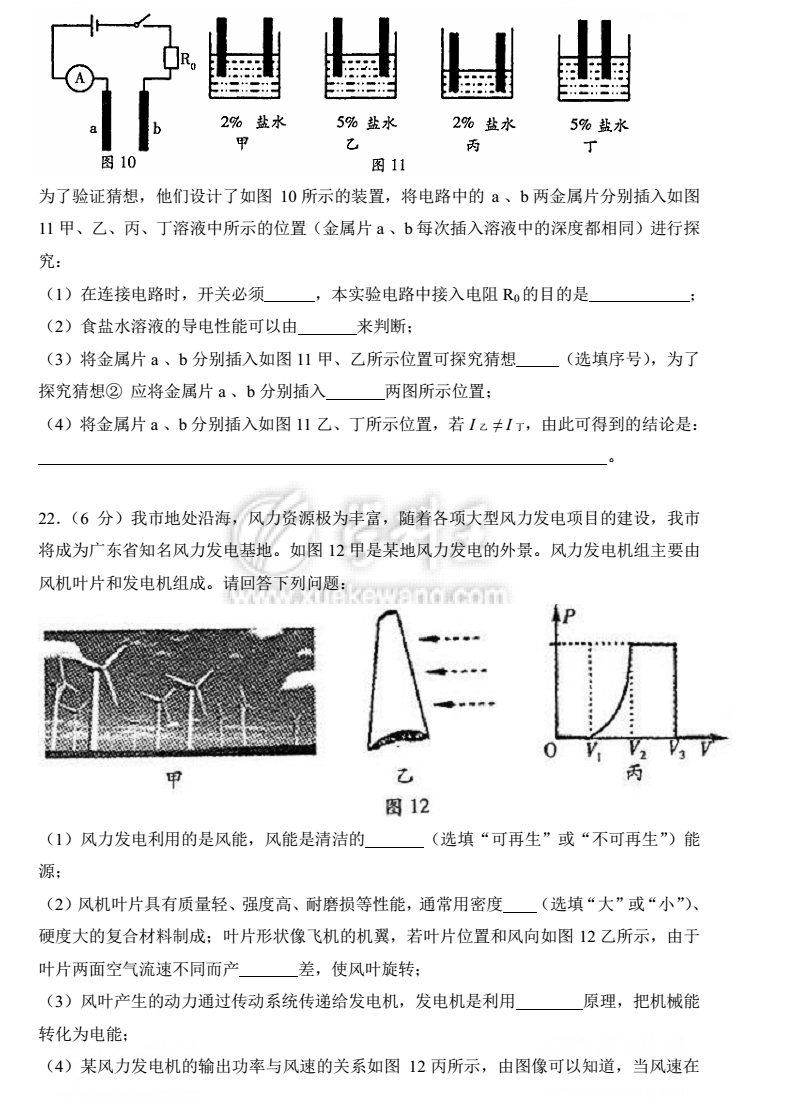 A
R₀
a
b
图 10
2% 盐水
甲
5% 盐水
乙
2% 盐水
丙
5% 盐水
丁
图 11
为了验证猜想，他们设计了如图 10 所示的装置，将电路中的 a 、b 两金属片分别插入如图
11 甲、乙、丙、丁溶液中所示的位置（金属片 a 、b 每次插入溶液中的深度都相同）进行探
究：
（1）在连接电路时，开关必须______，本实验电路中接入电阻 R₀ 的目的是____________；
（2）食盐水溶液的导电性能可以由_______来判断；
（3）将金属片 a 、b 分别插入如图 11 甲、乙所示位置可探究猜想_____（选填序号），为了
探究猜想② 应将金属片 a 、b 分别插入_______两图所示位置；
（4）将金属片 a 、b 分别插入如图 11 乙、丁所示位置，若 I乙 ≠ I丁，由此可得到的结论是：
____________________________________________________________________。
22．（6 分）我市地处沿海，风力资源极为丰富，随着各项大型风力发电项目的建设，我市
将成为广东省知名风力发电基地。如图 12 甲是某地风力发电的外景。风力发电机组主要由
风机叶片和发电机组成。请回答下列问题：
www.xuekewang.com
甲
乙
P
O V₁ V₂ V₃ V
丙
图 12
（1）风力发电利用的是风能，风能是清洁的_______（选填“可再生”或“不可再生”）能
源；
（2）风机叶片具有质量轻、强度高、耐磨损等性能，通常用密度____（选填“大”或“小”）、
硬度大的复合材料制成；叶片形状像飞机的机翼，若叶片位置和风向如图 12 乙所示，由于
叶片两面空气流速不同而产_______差，使风叶旋转；
（3）风叶产生的动力通过传动系统传递给发电机，发电机是利用________原理，把机械能
转化为电能；
（4）某风力发电机的输出功率与风速的关系如图 12 丙所示，由图像可以知道，当风速在